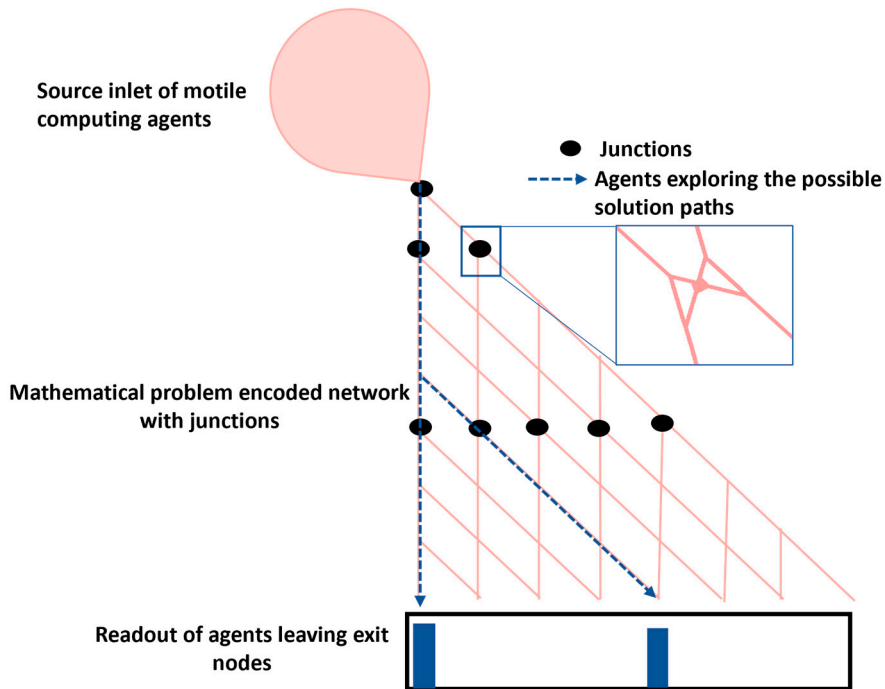 Source inlet of motile
computing agents
Junctions
Agents exploring the possible
solution paths
Mathematical problem encoded network
with junctions
Readout of agents leaving exit
nodes